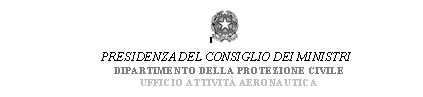 PRESIDENZA DEL CONSIGLIO DEI MINISTRI
DIPARTIMENTO DELLA PROTEZIONE CIVILE
UFFICIO ATTIVITÀ AERONAUTICA